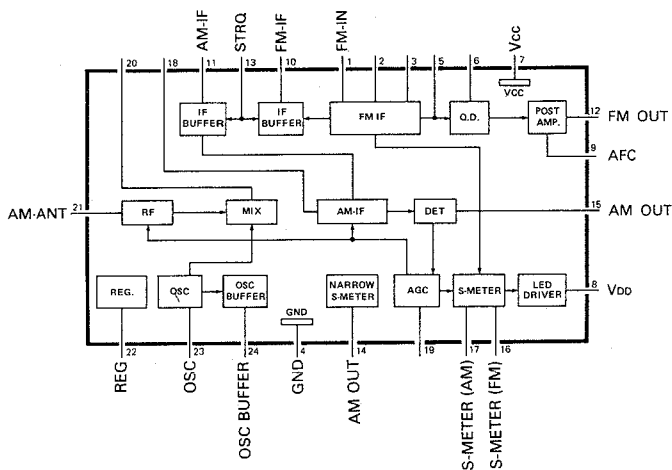 AM-IF
STRQ
FM-IF
FM-IN
Vcc
20
18
11
13
10
1
2
3
5
6
7
VCC
IF
BUFFER
IF
BUFFER
FM IF
Q.D.
POST
AMP.
12
FM OUT
9
AFC
AM-ANT
21
RF
MIX
AM-IF
DET
15
AM OUT
REG.
OSC
OSC
BUFFER
GND
NARROW
S-METER
AGC
S-METER
LED
DRIVER
8
VDD
22
23
24
4
14
19
17
16
REG
OSC
OSC BUFFER
GND
AM OUT
S-METER (AM)
S-METER (FM)